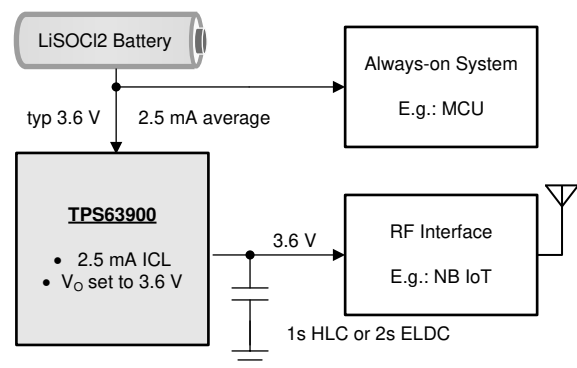 LiSOCl2 Battery
Always-on System
E.g.: MCU
typ 3.6 V
2.5 mA average
TPS63900
• 2.5 mA ICL
• VO set to 3.6 V
3.6 V
RF Interface
E.g.: NB IoT
1s HLC or 2s ELDC